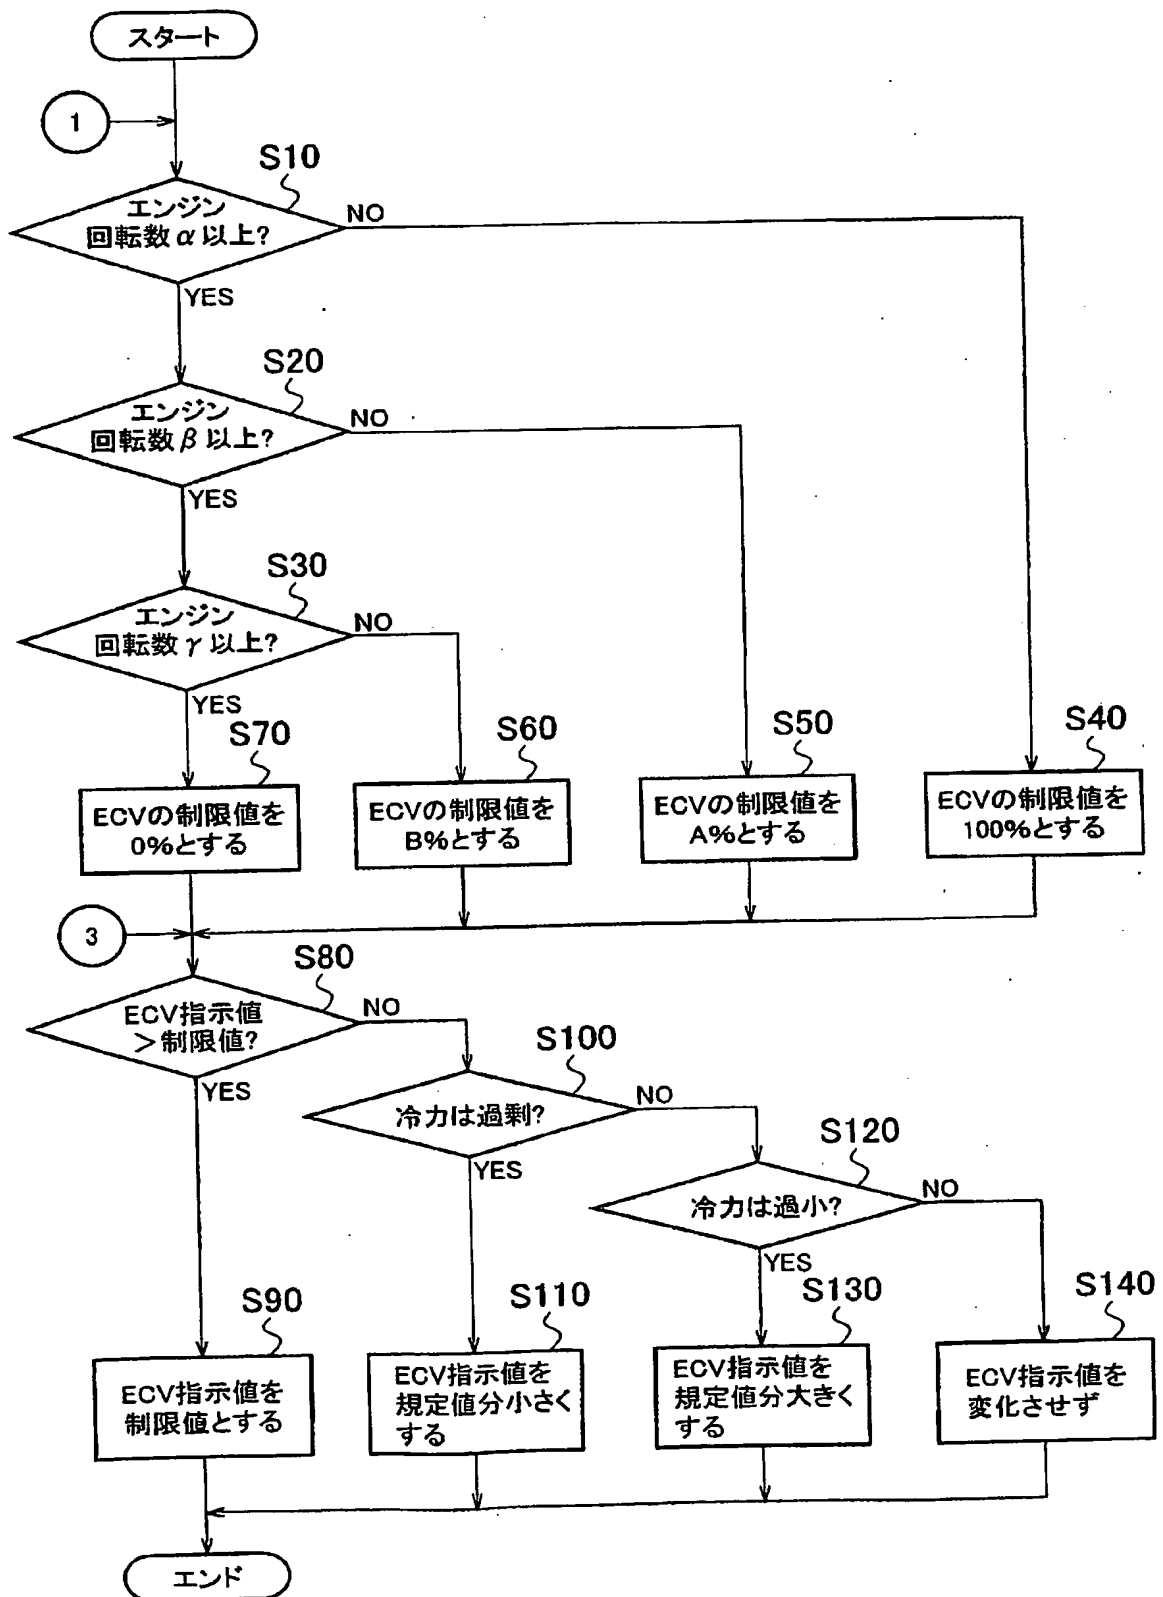 スタート
1
S10
エンジン
回転数α以上?
NO
YES
S20
エンジン
回転数β以上?
NO
YES
S30
エンジン
回転数γ以上?
NO
YES
S70
ECVの制限値を
0%とする
S60
ECVの制限値を
B%とする
S50
ECVの制限値を
A%とする
S40
ECVの制限値を
100%とする
3
S80
ECV指示値
>制限値?
NO
YES
S100
冷力は過剰?
NO
YES
S120
冷力は過小?
NO
YES
S90
ECV指示値を
制限値とする
S110
ECV指示値を
規定値分小さく
する
S130
ECV指示値を
規定値分大きく
する
S140
ECV指示値を
変化させず
エンド